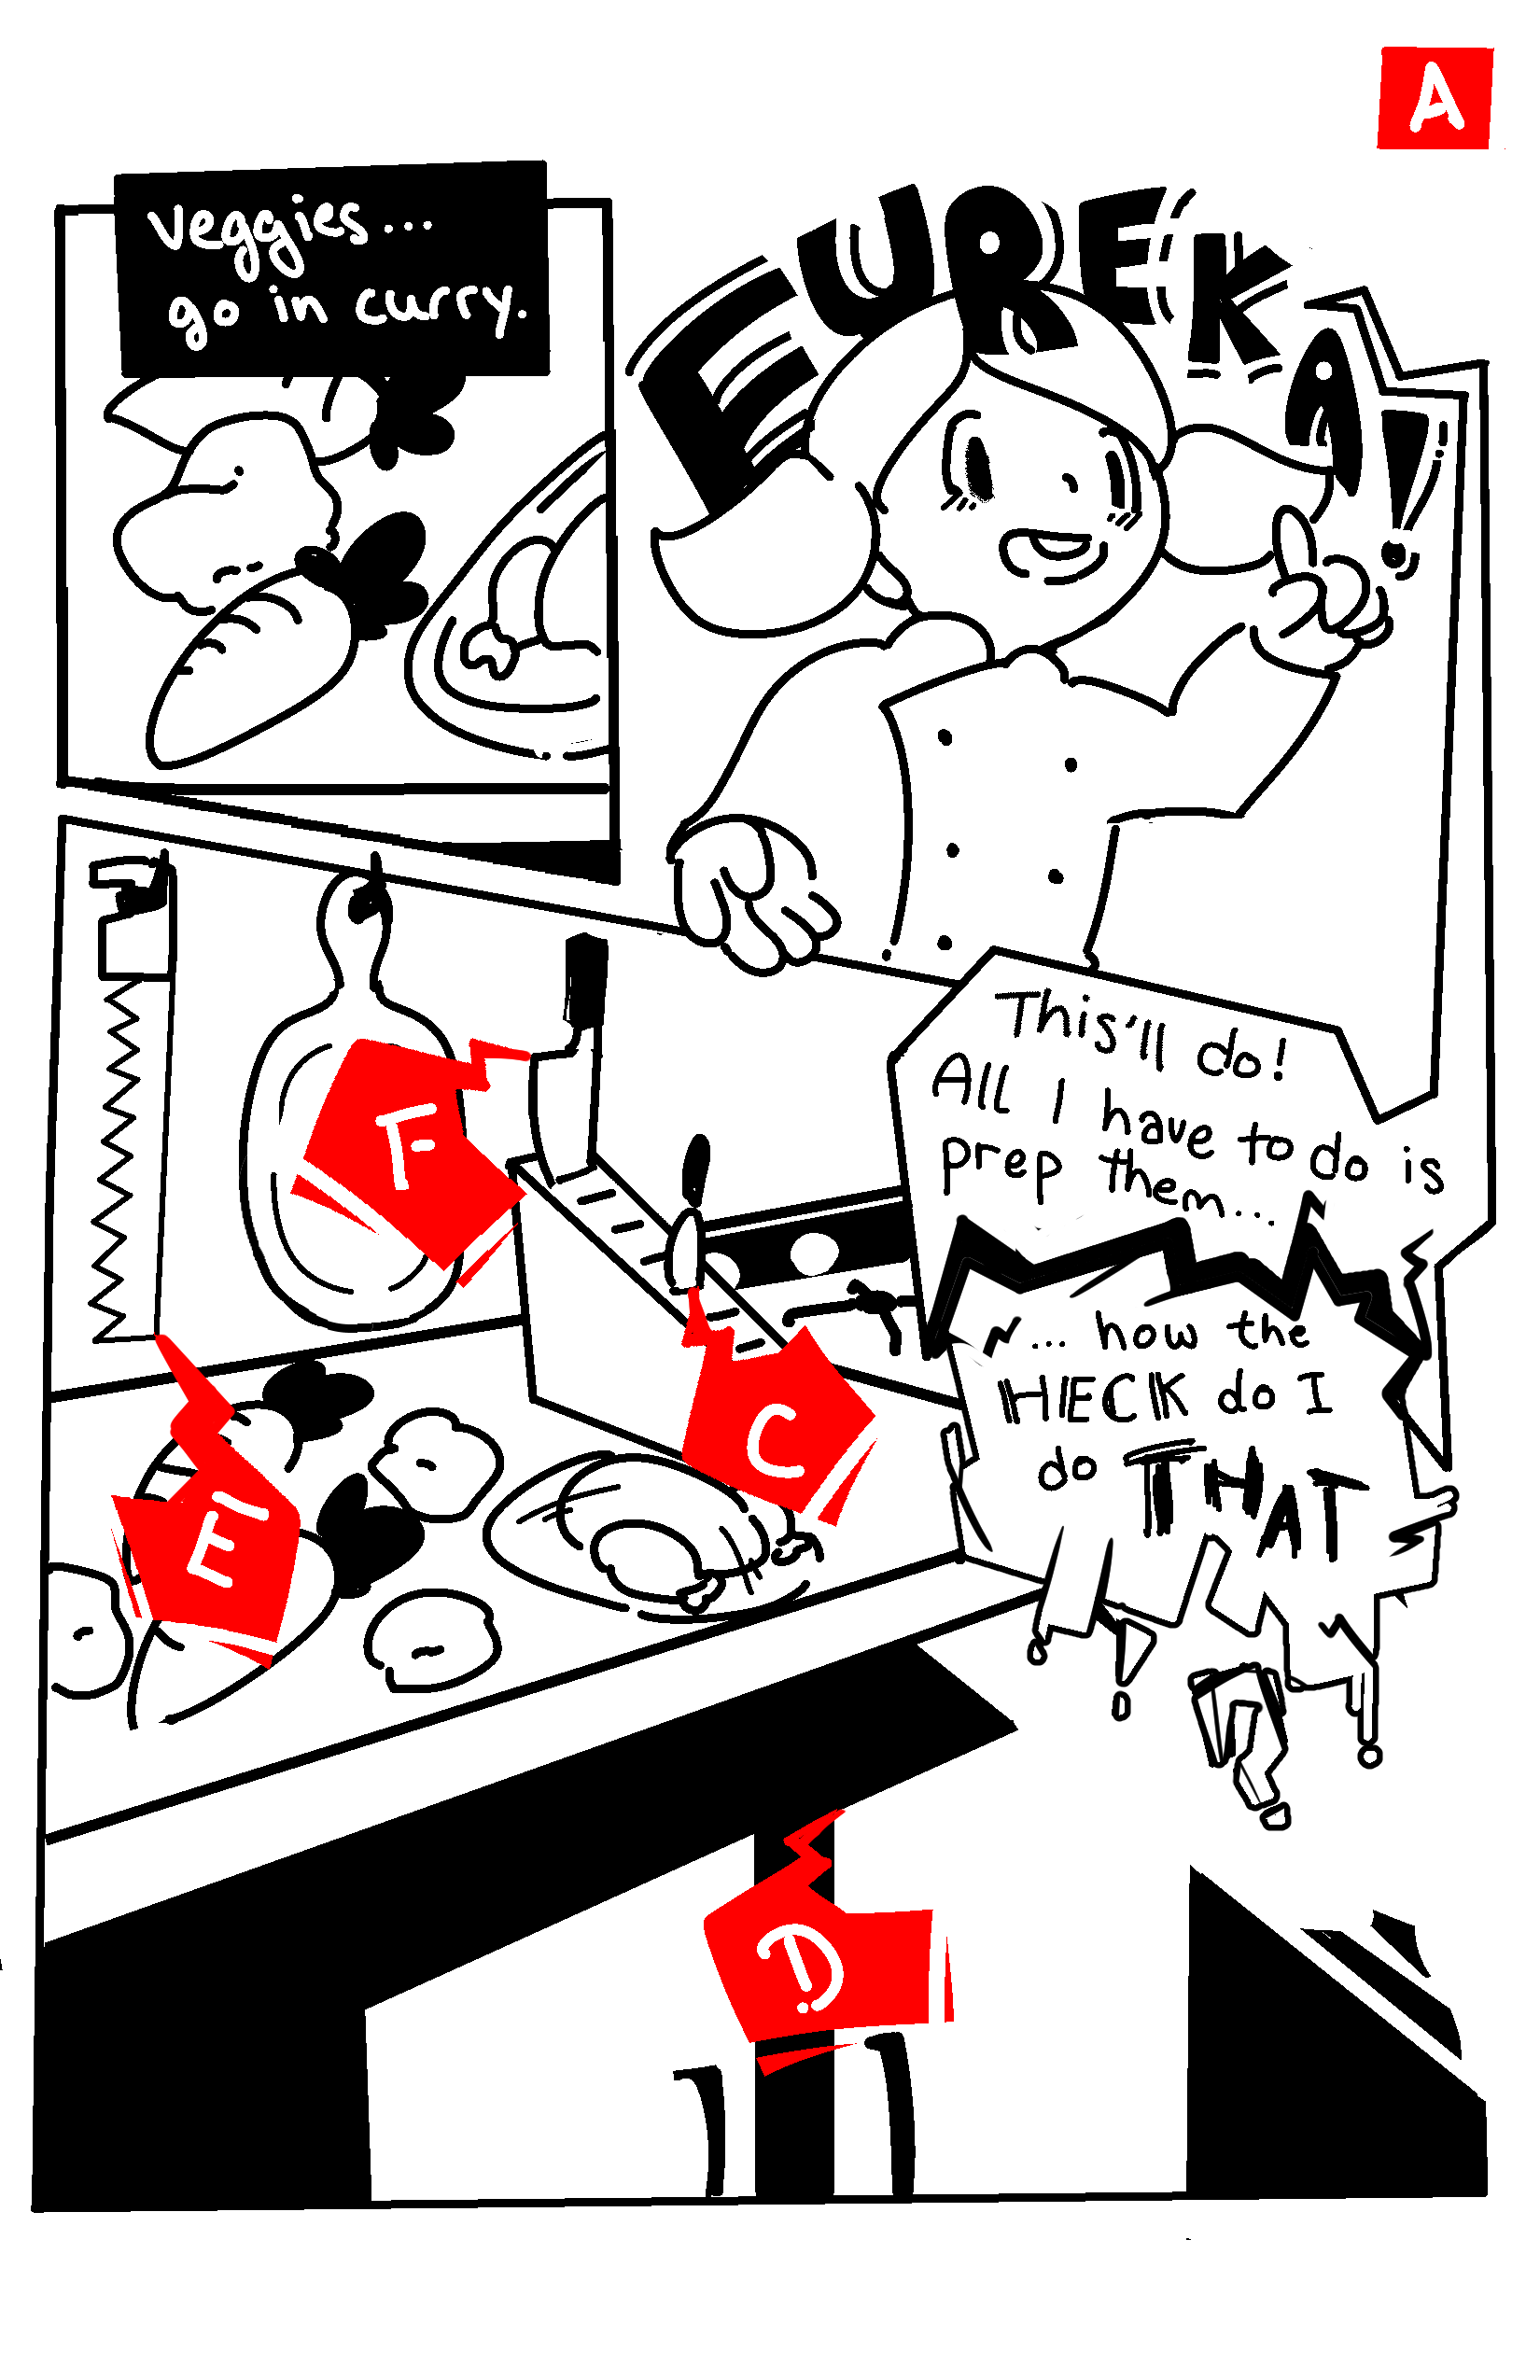 A
Veggies...
go in curry.
EUREKA!
This'll do!
All I have to do is
prep them...
... how the
HECK do I
do THAT
F
C
E
D